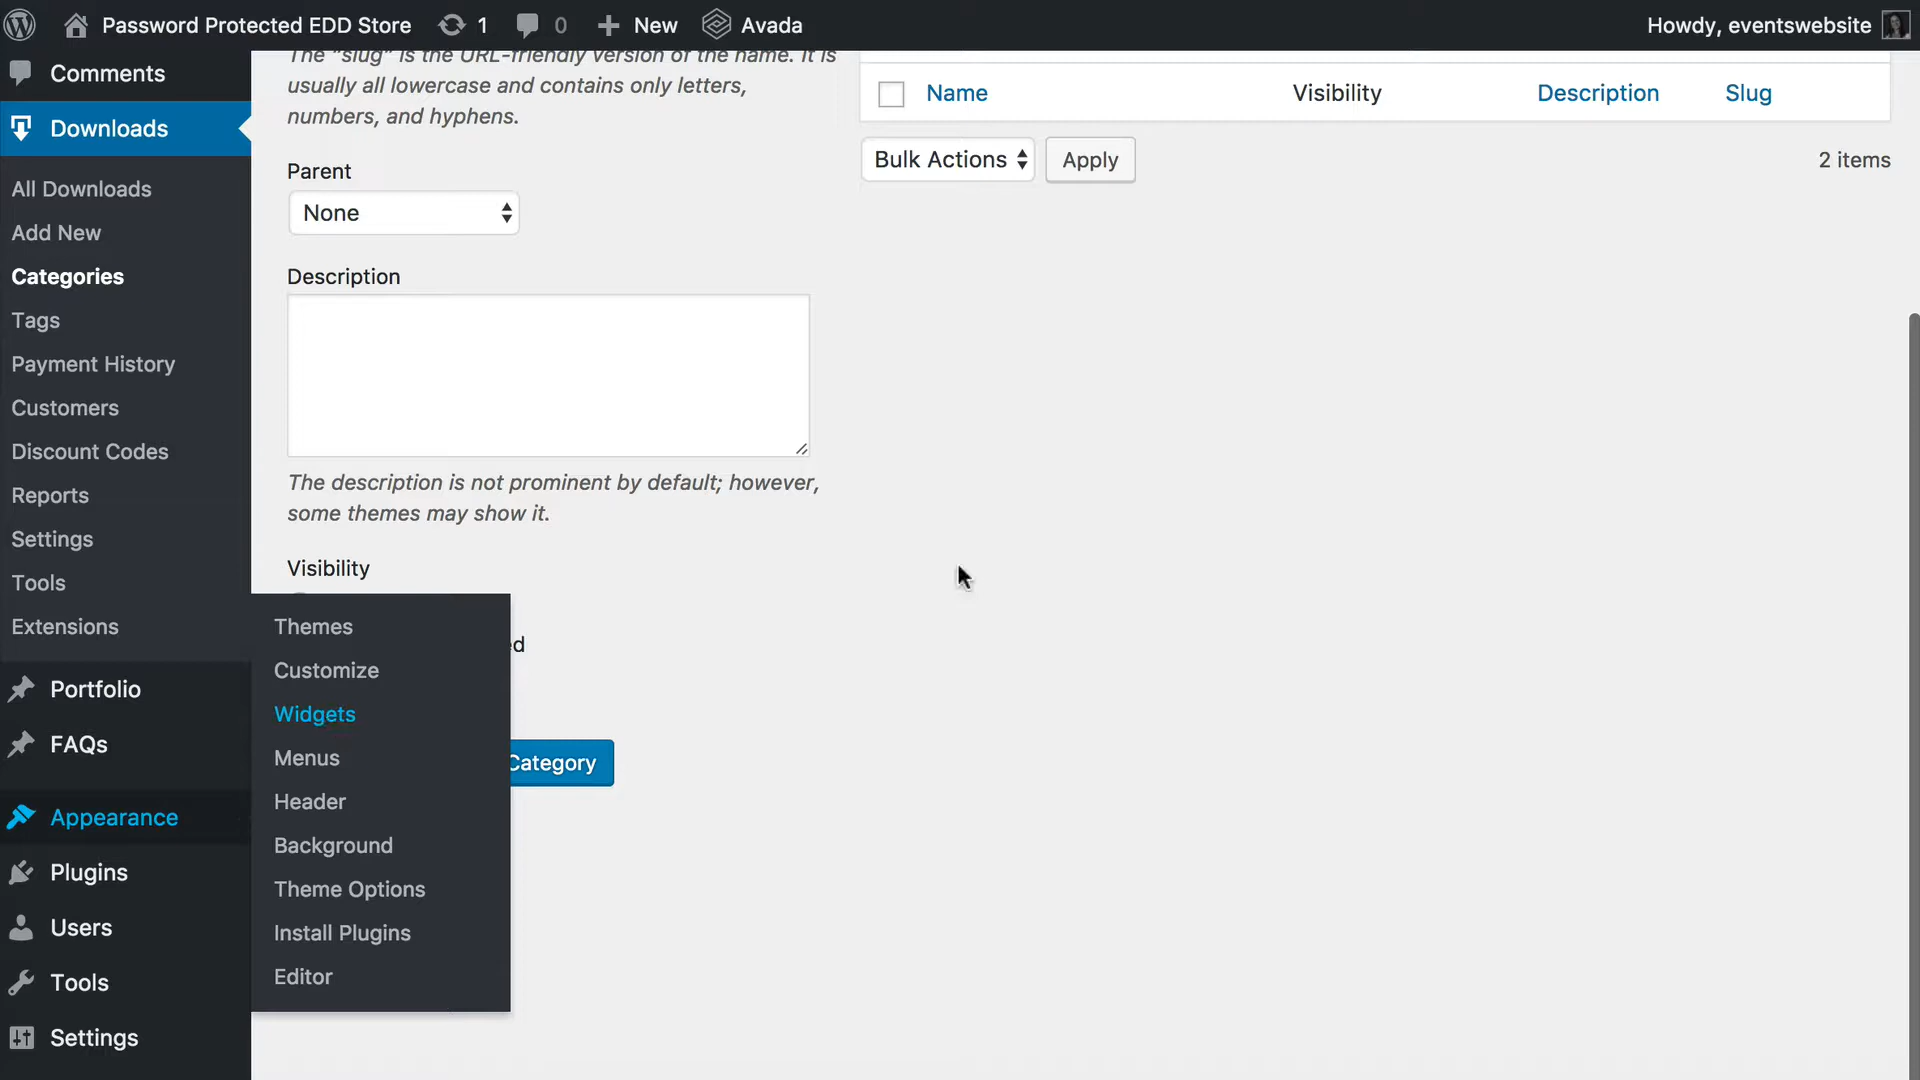 Password Protected EDD Store 1 0 New Avada Howdy, eventswebsite
Comments
Downloads
All Downloads
Add New
Categories
Tags
Payment History
Customers
Discount Codes
Reports
Settings
Tools
Extensions
Portfolio
FAQs
Appearance
Plugins
Users
Tools
Settings
Themes
Customize
Widgets
Menus
Header
Background
Theme Options
Install Plugins
Editor
The "slug" is the URL-friendly version of the name. It is
usually all lowercase and contains only letters,
numbers, and hyphens.
Parent
None
Description
The description is not prominent by default; however,
some themes may show it.
Visibility
ed
Category
Name Visibility Description Slug
Bulk Actions Apply 2 items